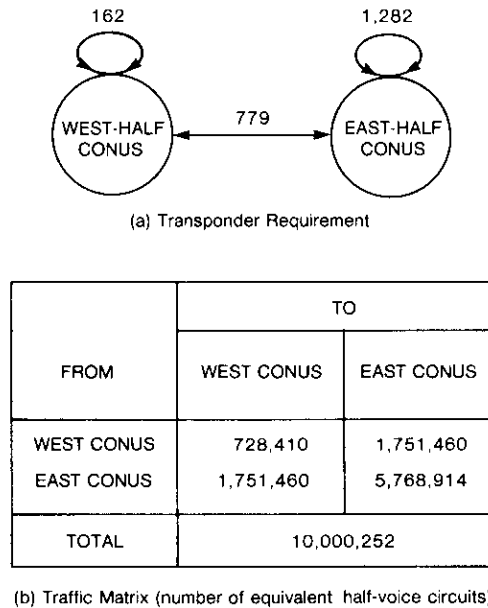 162 1,282
WEST-HALF
CONUS
779
EAST-HALF
CONUS
(a) Transponder Requirement
TO
FROM WEST CONUS EAST CONUS
WEST CONUS 728,410 1,751,460
EAST CONUS 1,751,460 5,768,914
TOTAL 10,000,252
(b) Traffic Matrix (number of equivalent half-voice circuits)